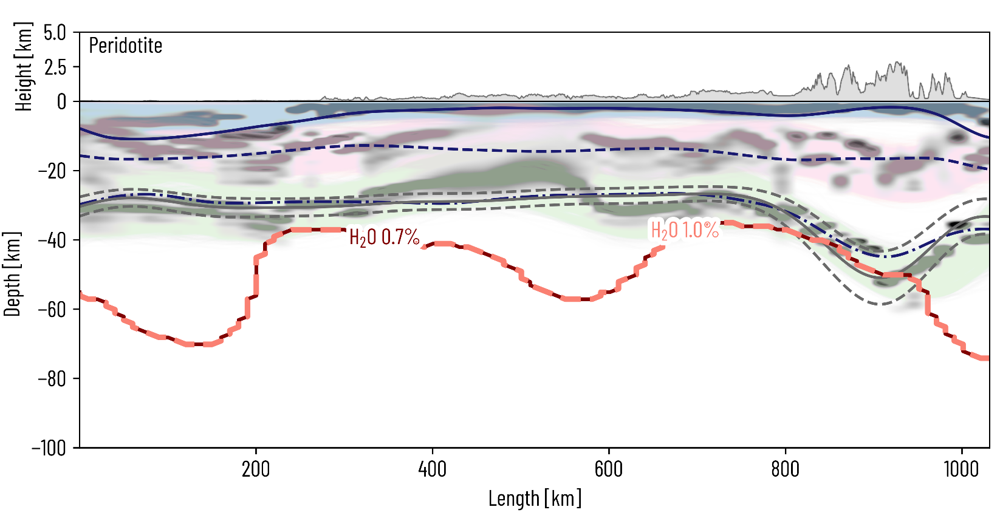 Height [km]
5.0
2.5
0
−20
−40
−60
−80
−100
Depth [km]
Peridotite
H₂O 0.7%
H₂O 1.0%
200
400
600
800
1000
Length [km]